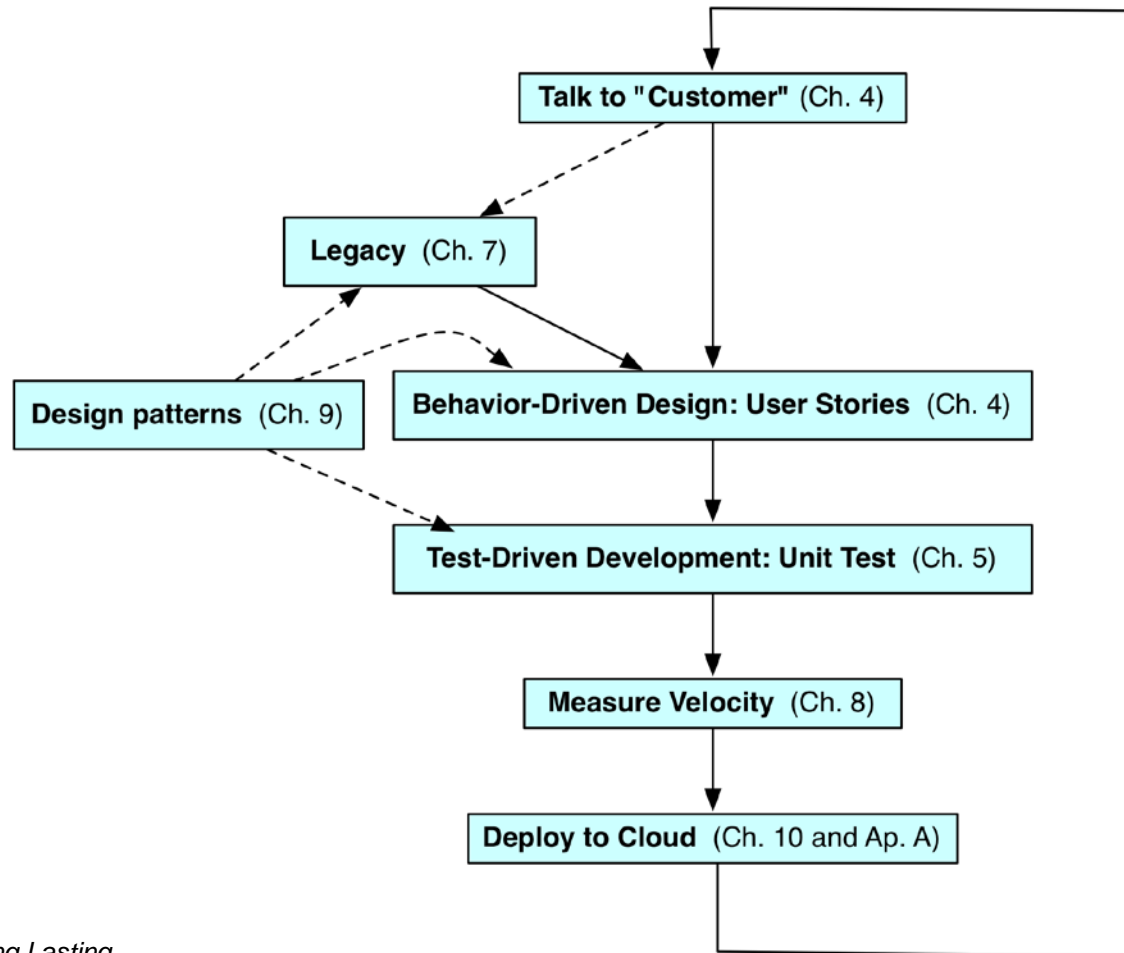 Talk to "Customer" (Ch. 4)
Legacy (Ch. 7)
Design patterns (Ch. 9)
Behavior-Driven Design: User Stories (Ch. 4)
Test-Driven Development: Unit Test (Ch. 5)
Measure Velocity (Ch. 8)
Deploy to Cloud (Ch. 10 and Ap. A)
Lasting